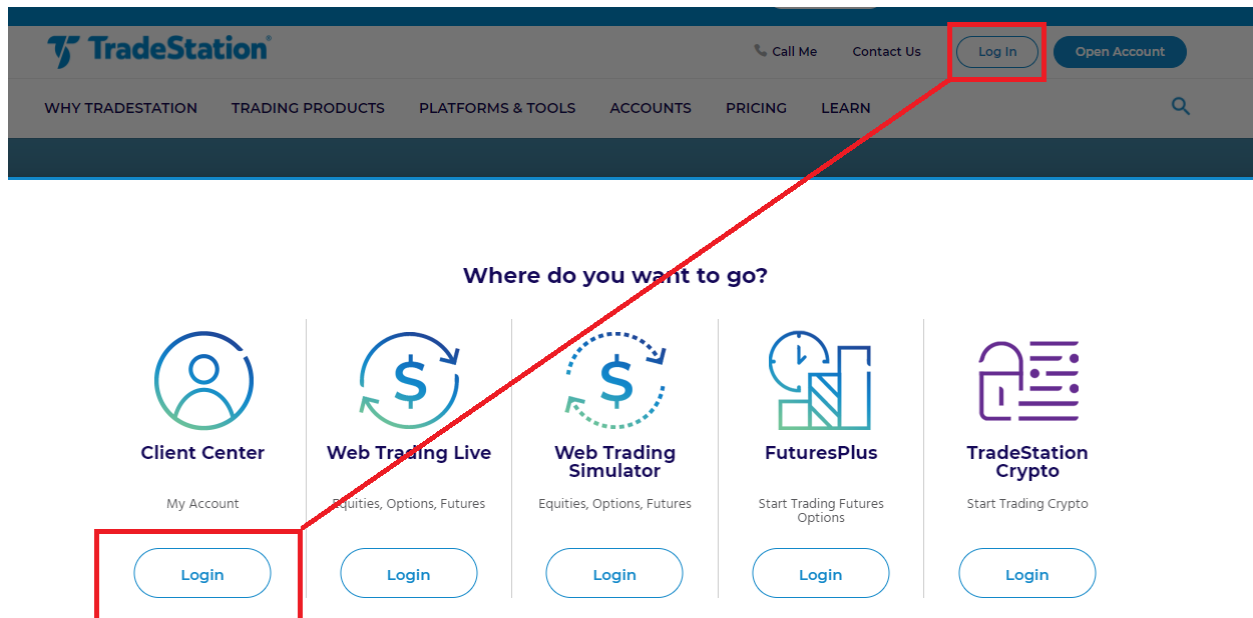 TradeStation
Call Me Contact Us Log In Open Account
WHY TRADESTATION TRADING PRODUCTS PLATFORMS & TOOLS ACCOUNTS PRICING LEARN
Where do you want to go?
Client Center
My Account
Login
Web Trading Live
Equities, Options, Futures
Login
Web Trading
Simulator
Equities, Options, Futures
Login
FuturesPlus
Start Trading Futures
Options
Login
TradeStation
Crypto
Start Trading Crypto
Login